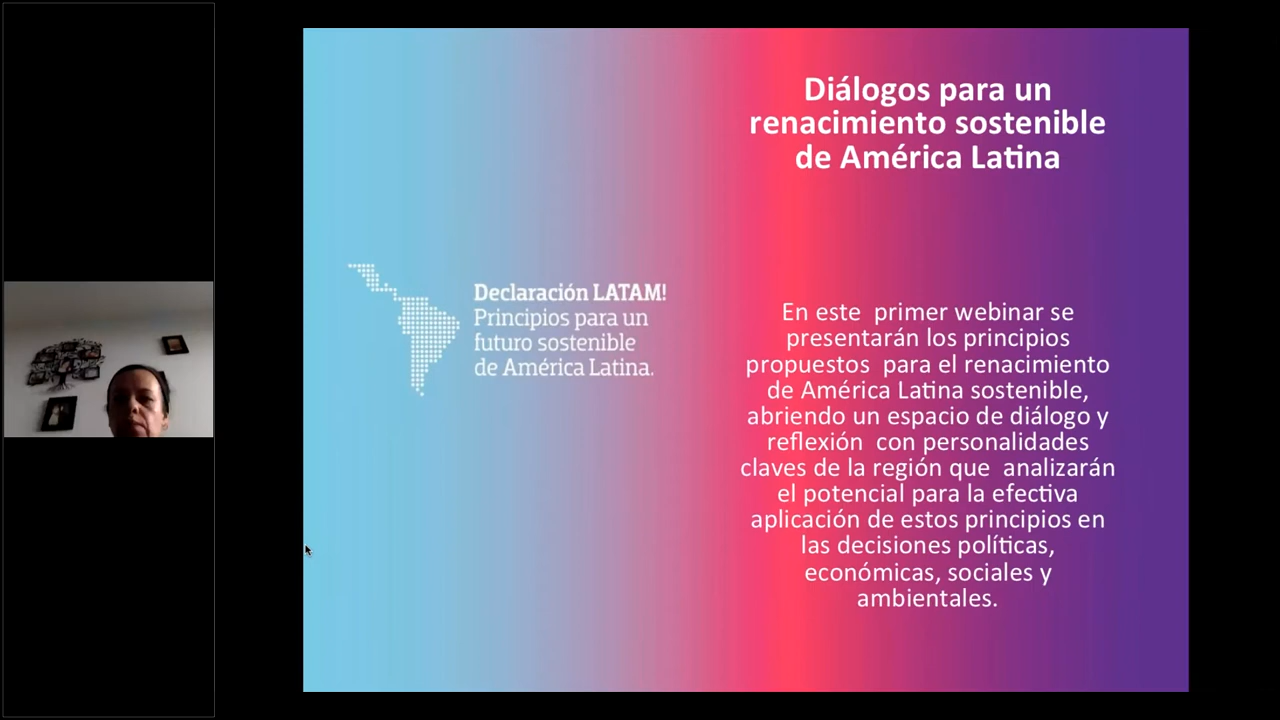 Diálogos para un
renacimiento sostenible
de América Latina
Declaración LATAM!
Principios para un
futuro sostenible
de América Latina.
En este primer webinar se
presentarán los principios
propuestos para el renacimiento
de América Latina sostenible,
abriendo un espacio de diálogo y
reflexión con personalidades
claves de la región que analizarán
el potencial para la efectiva
aplicación de estos principios en
las decisiones políticas,
económicas, sociales y
ambientales.